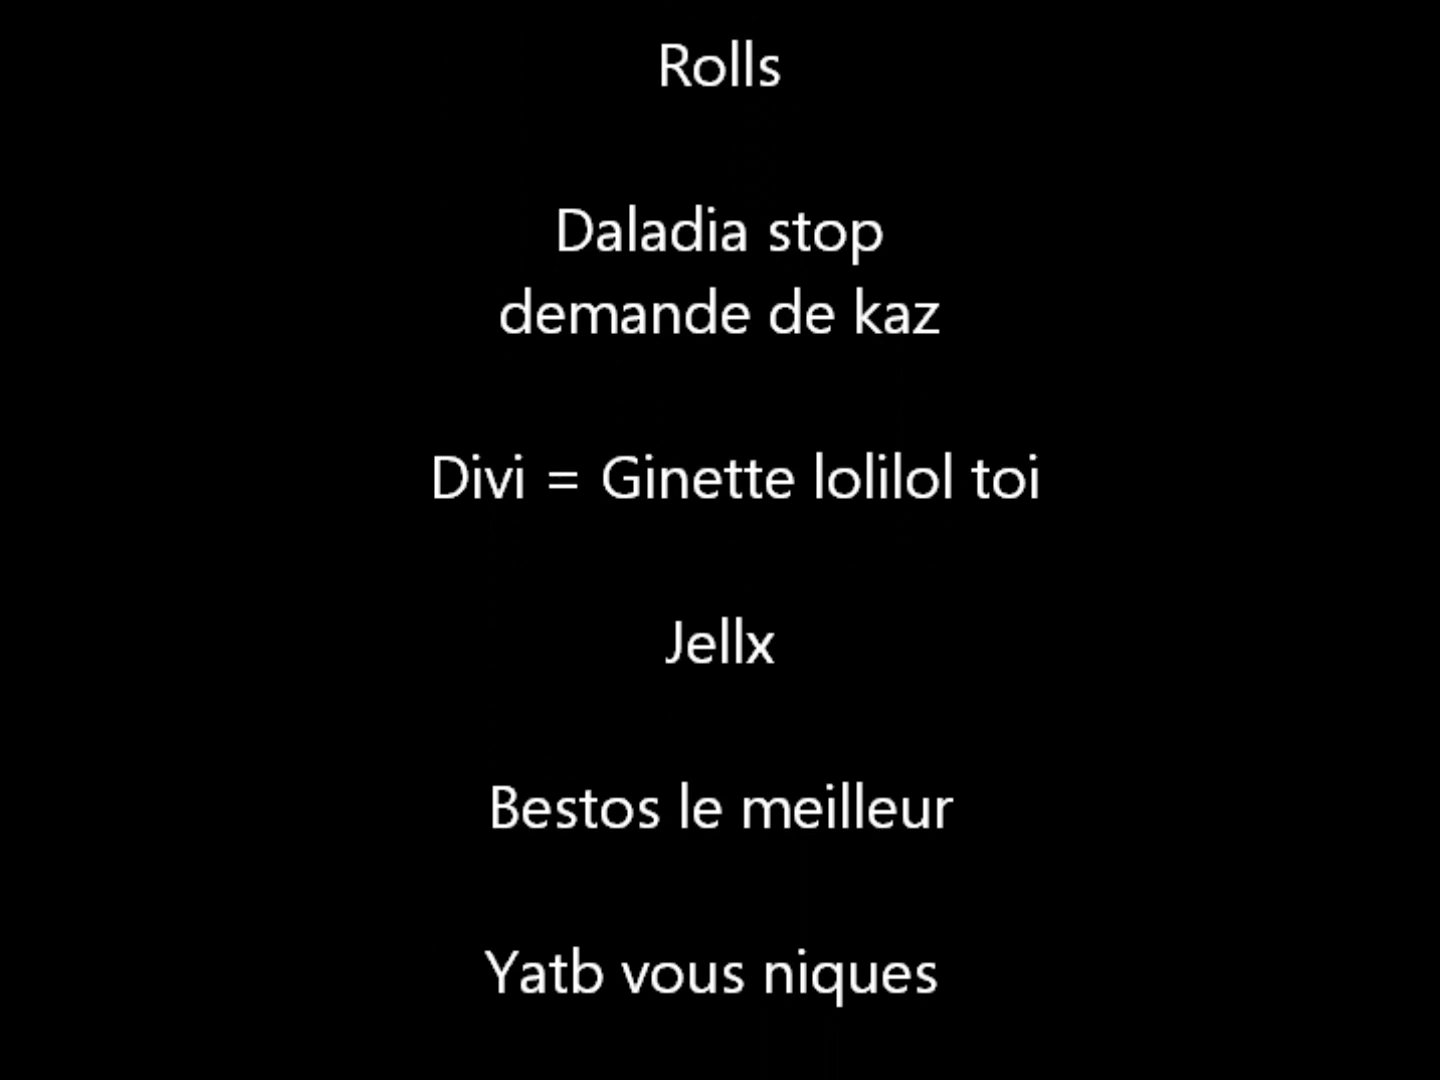 Rolls
Daladia stop
demande de kaz
Divi = Ginette lolilol toi
Jellx
Bestos le meilleur
Yatb vous niques